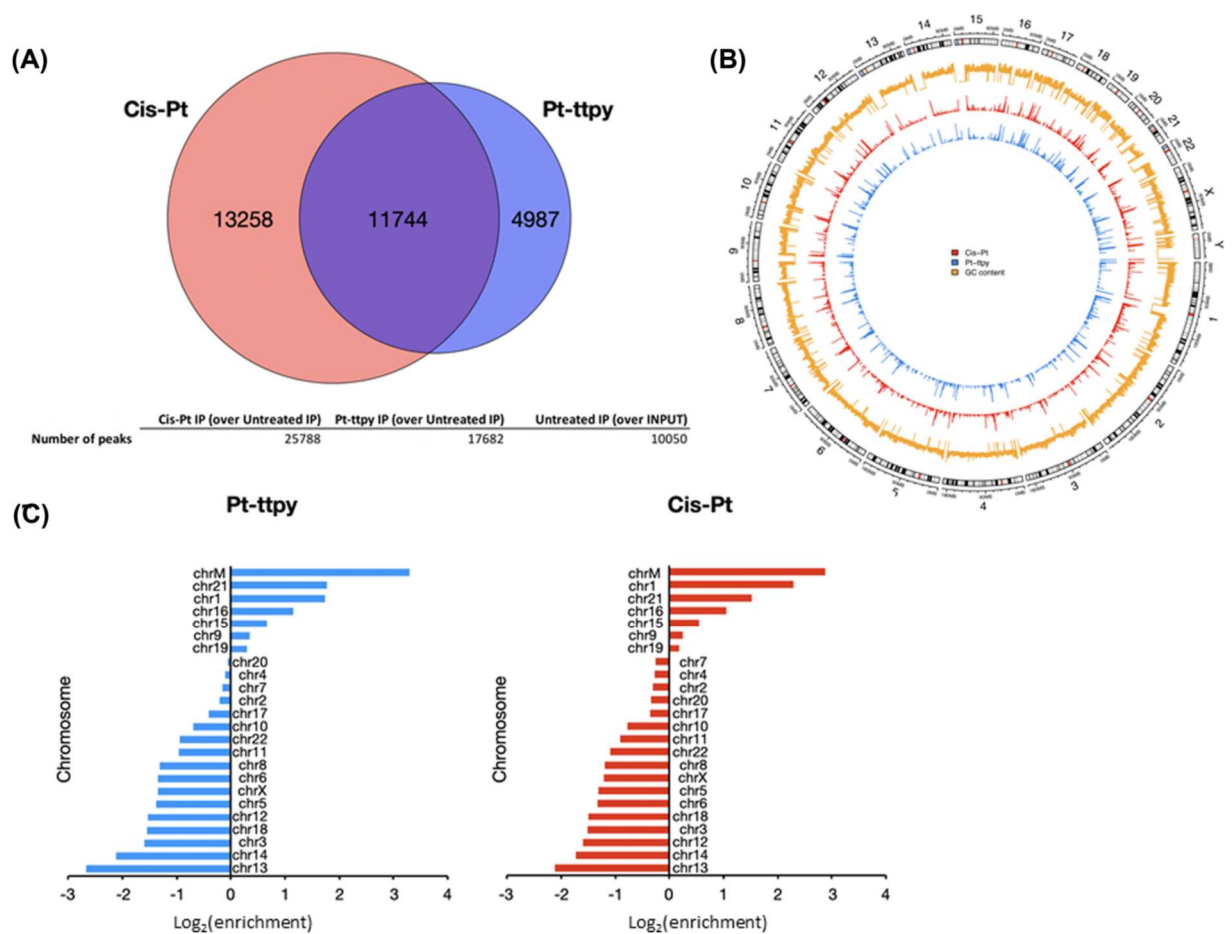 (A)
Cis-Pt
Pt-ttpy
13258
11744
4987
Cis-Pt IP (over Untreated IP) Pt-ttpy IP (over Untreated IP) Untreated IP (over INPUT)
Number of peaks 25788 17682 10050
(B)
1
2
3
4
5
6
7
8
9
10
11
12
13
14
15
16
17
18
19
20
21
22
X
Y
Cis-Pt
Pt-ttpy
GC content
(C)
Pt-ttpy
Chromosome
chrM
chr21
chr1
chr16
chr15
chr9
chr19
chr20
chr4
chr7
chr2
chr17
chr10
chr22
chr11
chr8
chr6
chrX
chr5
chr12
chr18
chr3
chr14
chr13
-3 -2 -1 0 1 2 3 4
Log2(enrichment)
Cis-Pt
Chromosome
chrM
chr1
chr21
chr16
chr15
chr9
chr19
chr7
chr4
chr2
chr20
chr17
chr10
chr11
chr22
chr8
chrX
chr5
chr6
chr18
chr3
chr12
chr14
chr13
-3 -2 -1 0 1 2 3 4
Log2(enrichment)